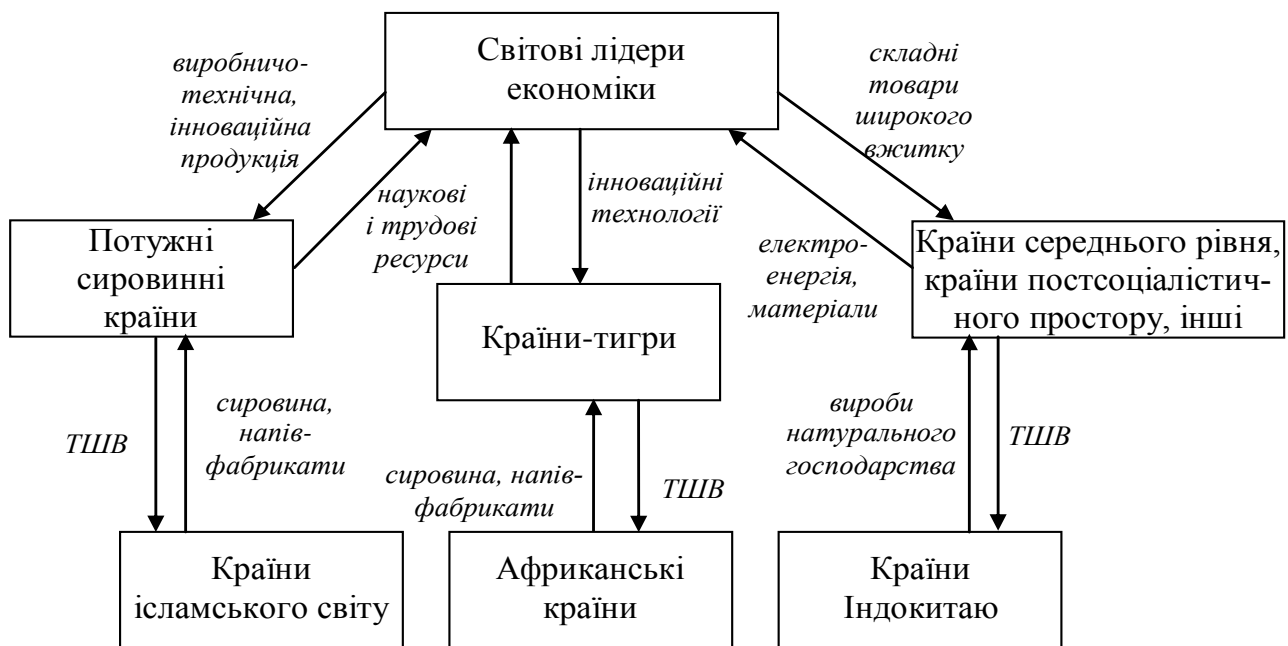 Світові лідери
економіки
виробничо-
технічна,
інноваційна
продукція
складні
товари
широкого
вжитку
наукові
і трудові
ресурси
інноваційні
технології
електро-
енергія,
матеріали
Потужні
сировинні
країни
Країни-тигри
Країни середнього рівня,
країни постсоціалістич-
ного простору, інші
ТШВ
сировина,
напів-
фабрикати
сировина, напів-
фабрикати
ТШВ
вироби
натурального
господарства
ТШВ
Країни
ісламського світу
Африканські
країни
Країни
Індокитаю